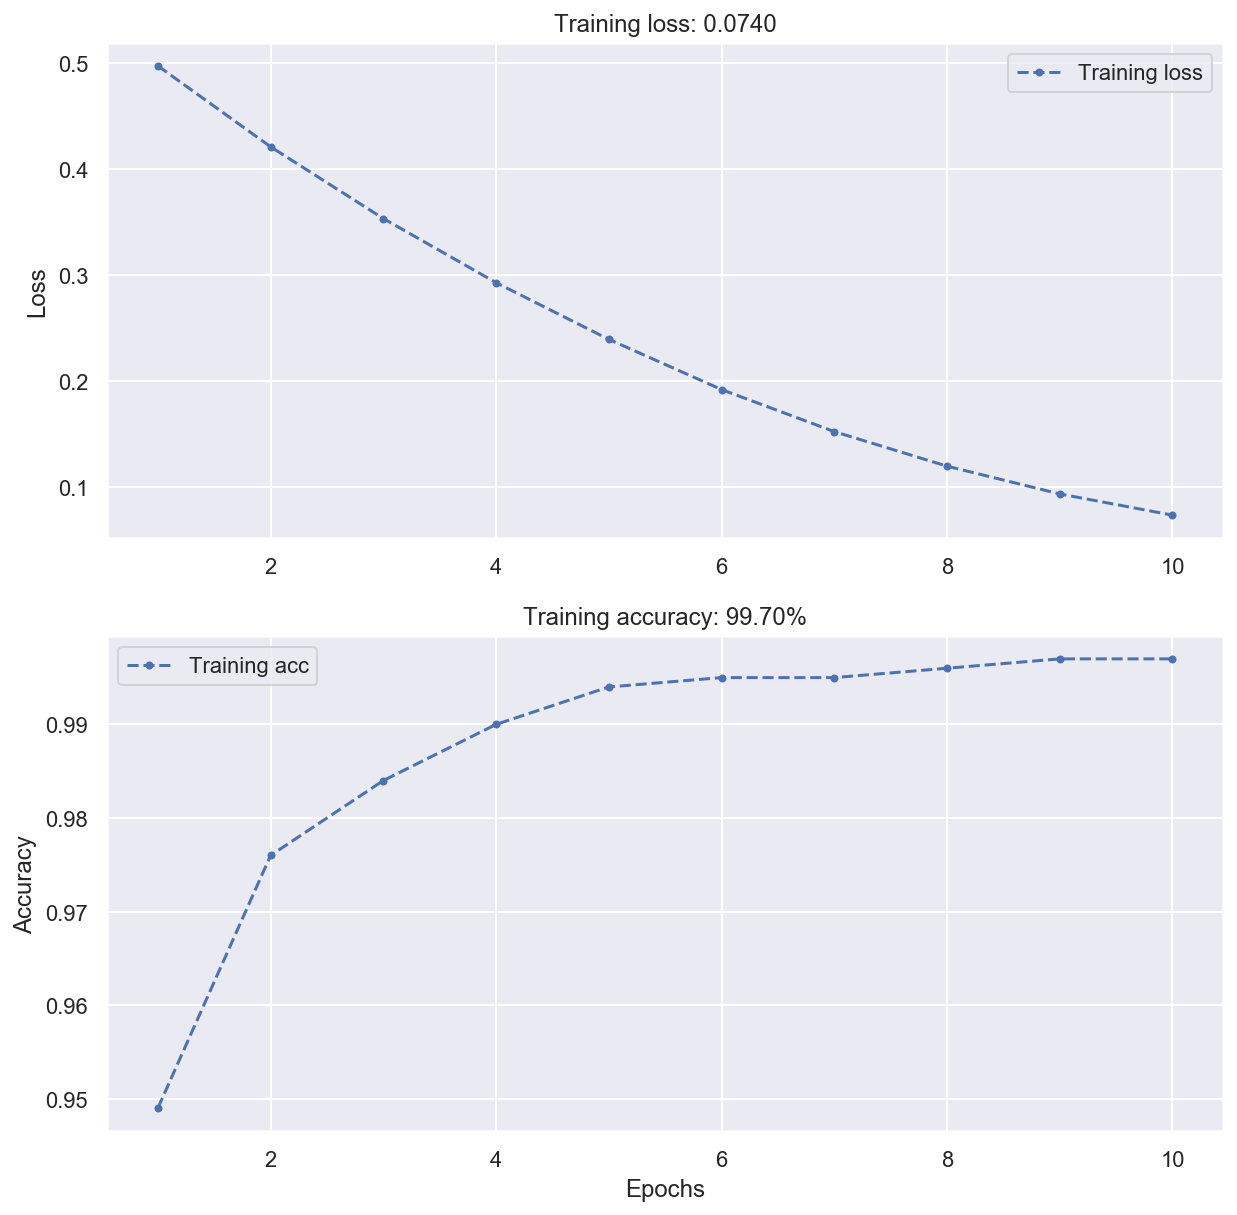 Training loss: 0.0740
Training loss
0.5
0.4
0.3
0.2
0.1
Loss
2 4 6 8 10
Training accuracy: 99.70%
Training acc
0.99
0.98
0.97
0.96
0.95
Accuracy
2 4 6 8 10
Epochs